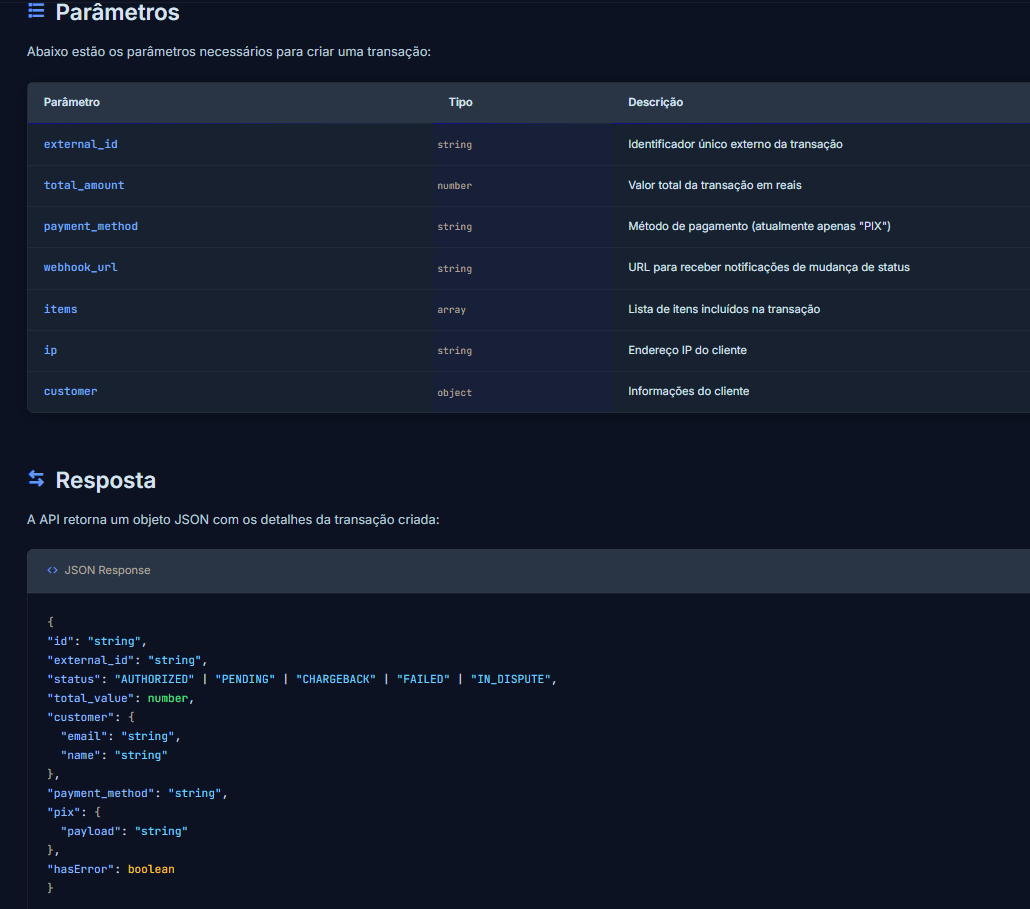 Parâmetros
Abaixo estão os parâmetros necessários para criar uma transação:
Parâmetro Tipo Descrição
external_id string Identificador único externo da transação
total_amount number Valor total da transação em reais
payment_method string Método de pagamento (atualmente apenas "PIX")
webhook_url string URL para receber notificações de mudança de status
items array Lista de itens incluídos na transação
ip string Endereço IP do cliente
customer object Informações do cliente
Resposta
A API retorna um objeto JSON com os detalhes da transação criada:
<> JSON Response
{
"id": "string",
"external_id": "string",
"status": "AUTHORIZED" | "PENDING" | "CHARGEBACK" | "FAILED" | "IN_DISPUTE",
"total_value": number,
"customer": {
"email": "string",
"name": "string"
},
"payment_method": "string",
"pix": {
"payload": "string"
},
"hasError": boolean
}